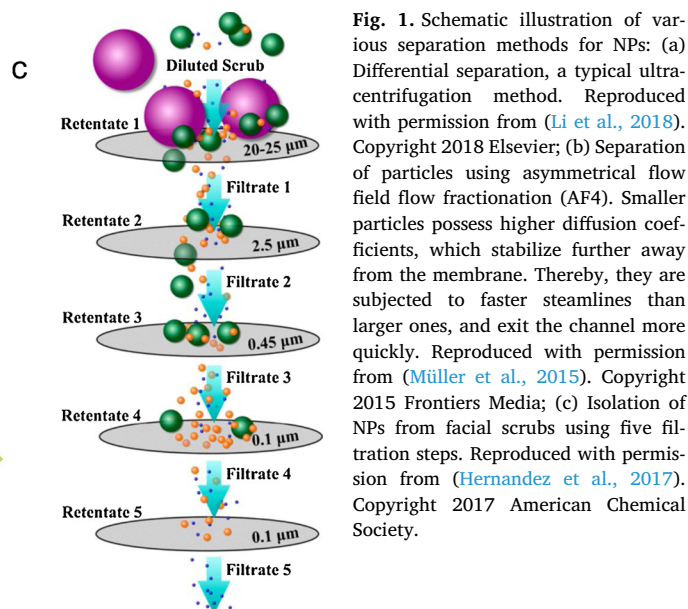 C
Diluted Scrub
Retentate 1
20-25 µm
Filtrate 1
Retentate 2
2.5 µm
Filtrate 2
Retentate 3
0.45 µm
Filtrate 3
Retentate 4
0.1 µm
Filtrate 4
Retentate 5
0.1 µm
Filtrate 5
Fig. 1. Schematic illustration of var-
ious separation methods for NPs: (a)
Differential separation, a typical ultra-
centrifugation method. Reproduced
with permission from (Li et al., 2018).
Copyright 2018 Elsevier; (b) Separation
of particles using asymmetrical flow
field flow fractionation (AF4). Smaller
particles possess higher diffusion coef-
ficients, which stabilize further away
from the membrane. Thereby, they are
subjected to faster steamlines than
larger ones, and exit the channel more
quickly. Reproduced with permission
from (Müller et al., 2015). Copyright
2015 Frontiers Media; (c) Isolation of
NPs from facial scrubs using five fil-
tration steps. Reproduced with permis-
sion from (Hernandez et al., 2017).
Copyright 2017 American Chemical
Society.